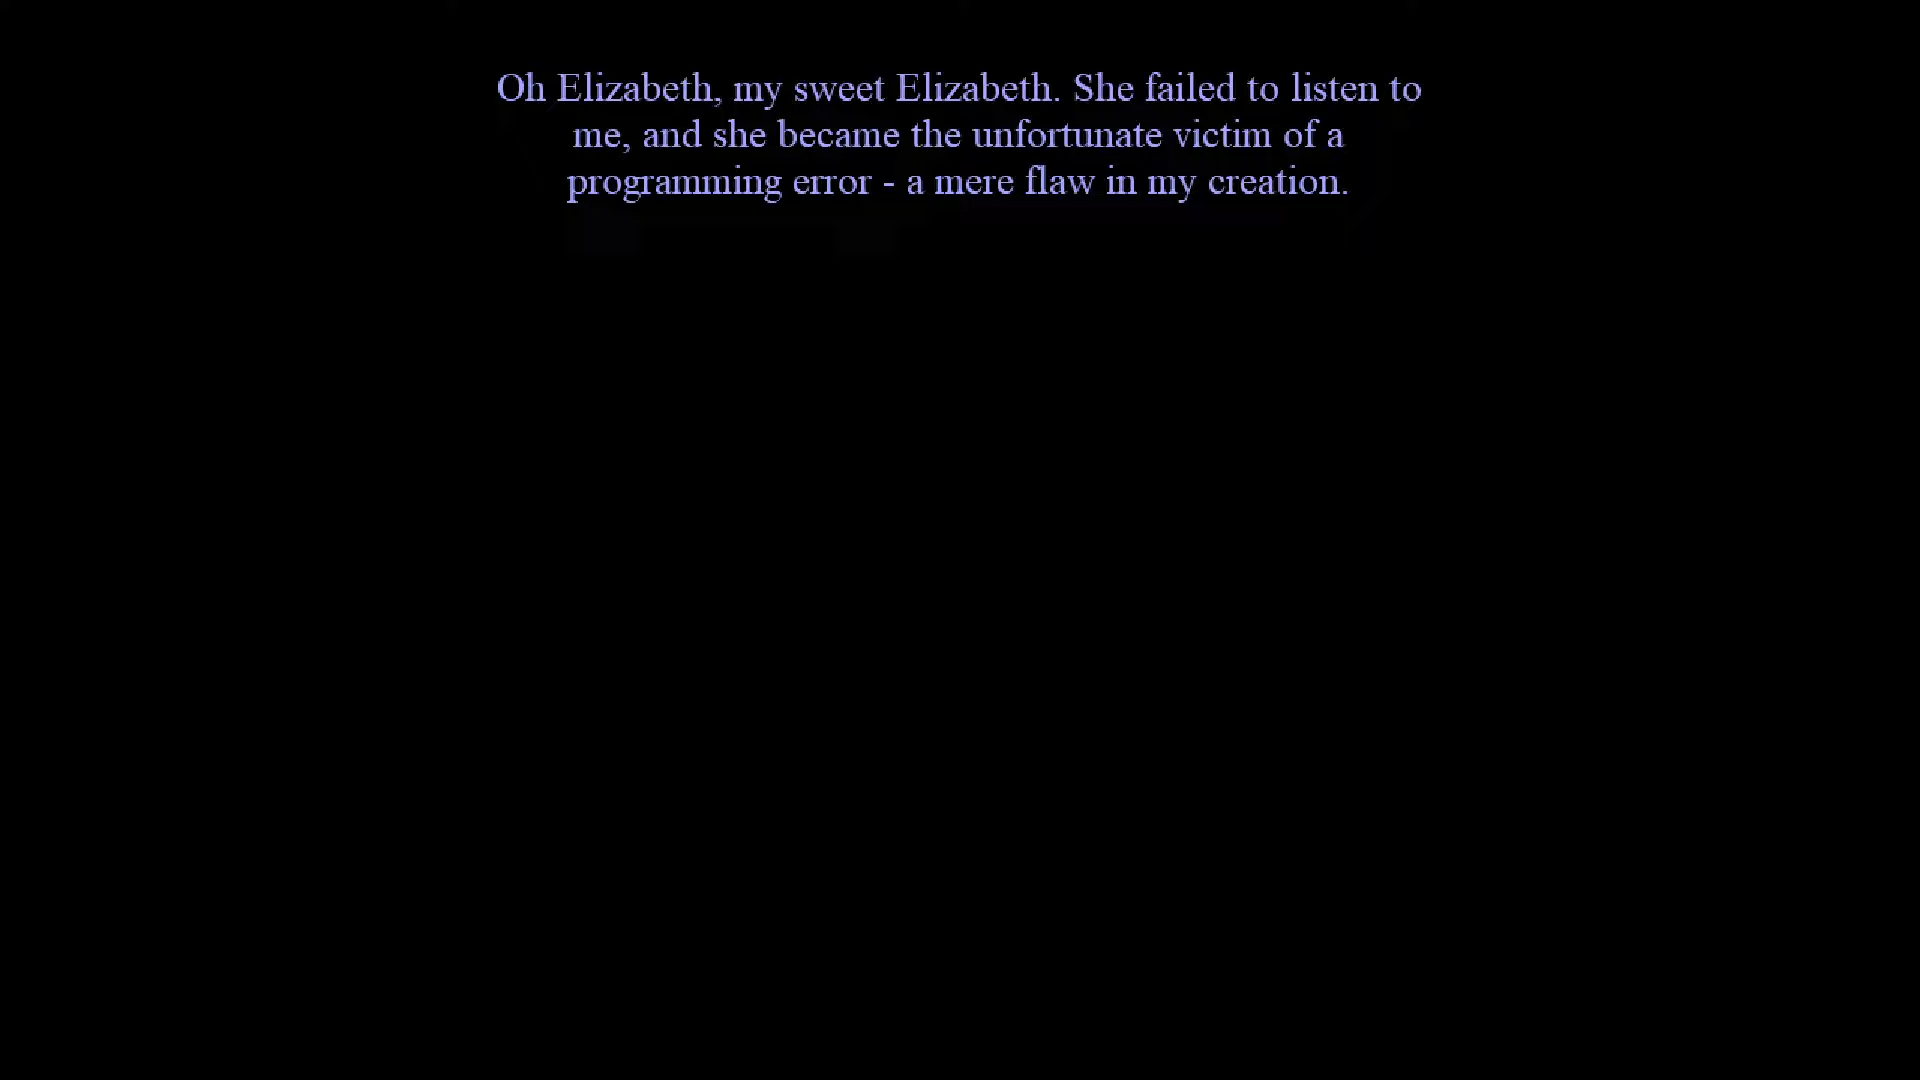 Oh Elizabeth, my sweet Elizabeth. She failed to listen to
me, and she became the unfortunate victim of a
programming error - a mere flaw in my creation.